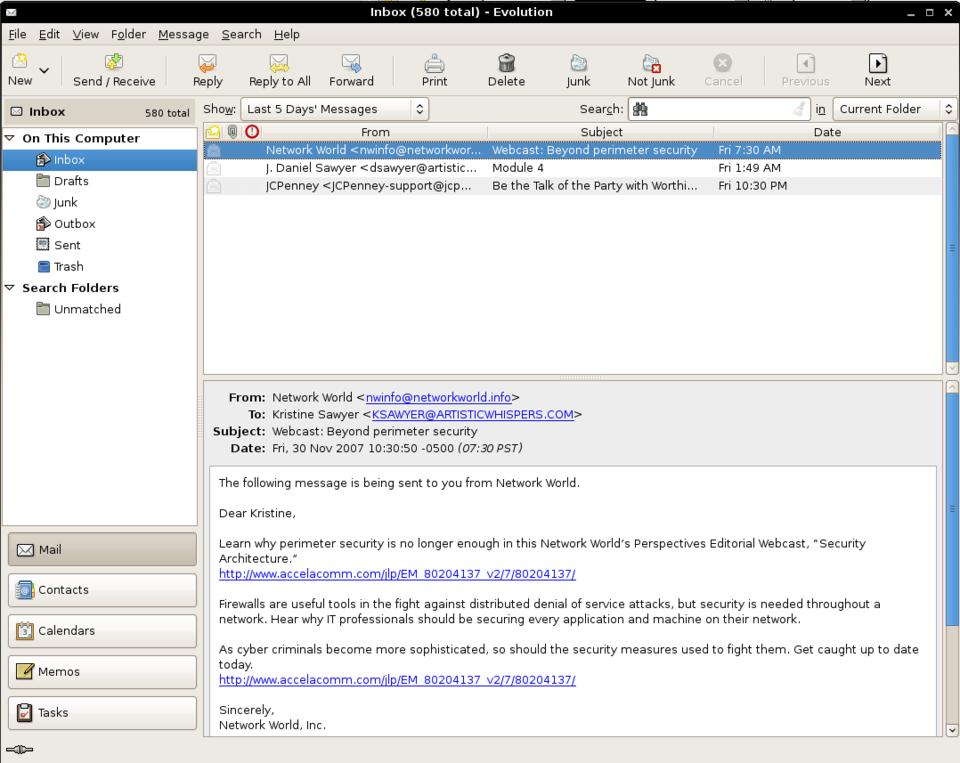 Inbox (580 total) - Evolution
File Edit View Folder Message Search Help
New Send / Receive Reply Reply to All Forward Print Delete Junk Not Junk Cancel Previous Next
Inbox 580 total
Show: Last 5 Days' Messages Search: in Current Folder
On This Computer
Inbox
Drafts
Junk
Outbox
Sent
Trash
Search Folders
Unmatched
From Subject Date
Network World <nwinfo@networkwor... Webcast: Beyond perimeter security Fri 7:30 AM
J. Daniel Sawyer <dsawyer@artistic... Module 4 Fri 1:49 AM
JCPenney <JCPenney-support@jcp... Be the Talk of the Party with Worthi... Fri 10:30 PM
From: Network World <nwinfo@networkworld.info>
To: Kristine Sawyer <KSAWYER@ARTISTICWHISPERS.COM>
Subject: Webcast: Beyond perimeter security
Date: Fri, 30 Nov 2007 10:30:50 -0500 (07:30 PST)
The following message is being sent to you from Network World.
Dear Kristine,
Learn why perimeter security is no longer enough in this Network World’s Perspectives Editorial Webcast, “Security
Architecture.”
http://www.accelacomm.com/jlp/EM_80204137_v2/7/80204137/
Firewalls are useful tools in the fight against distributed denial of service attacks, but security is needed throughout a
network. Hear why IT professionals should be securing every application and machine on their network.
As cyber criminals become more sophisticated, so should the security measures used to fight them. Get caught up to date
today.
http://www.accelacomm.com/jlp/EM_80204137_v2/7/80204137/
Sincerely,
Network World, Inc.
Mail
Contacts
Calendars
Memos
Tasks